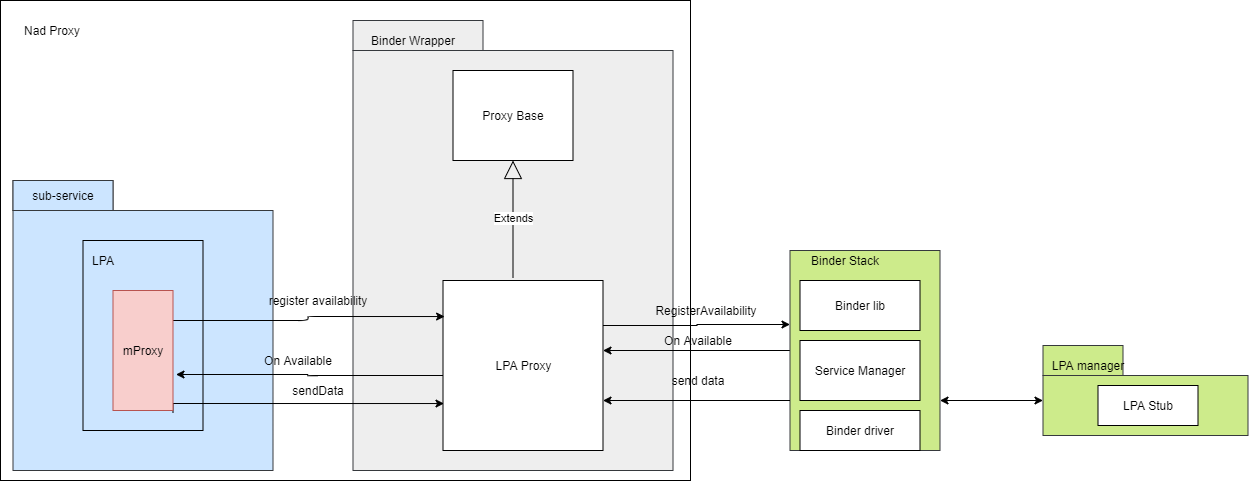 Nad Proxy
Binder Wrapper
Proxy Base
sub-service
Extends
LPA
Binder Stack
register availability
RegisterAvailability
Binder lib
mProxy
On Available
On Available
LPA Proxy
Service Manager
LPA manager
send data
sendData
LPA Stub
Binder driver